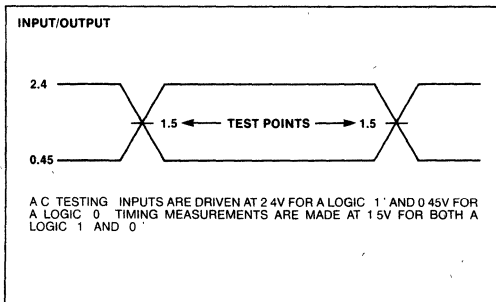 INPUT/OUTPUT
2.4
1.5 TEST POINTS 1.5
0.45
A C TESTING INPUTS ARE DRIVEN AT 2 4V FOR A LOGIC 1' AND 0 45V FOR
A LOGIC 0 TIMING MEASUREMENTS ARE MADE AT 1 5V FOR BOTH A
LOGIC 1 AND 0 '